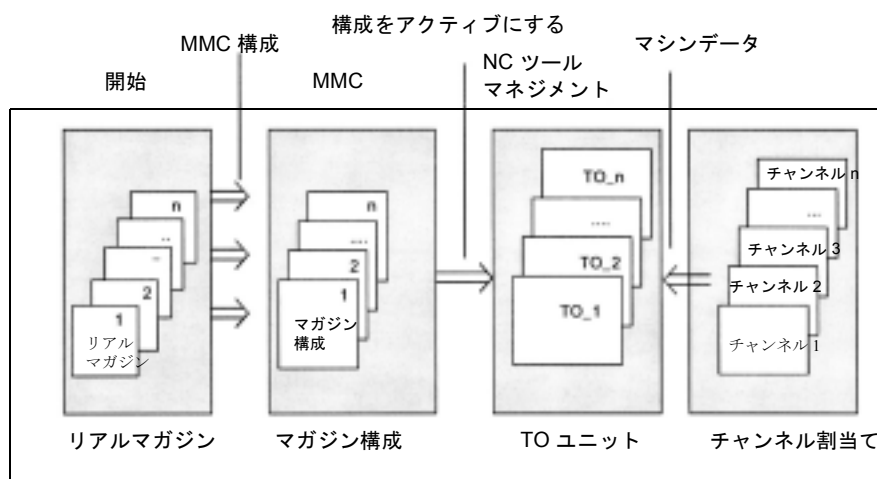 構成をアクティブにする
MMC 構成
マシンデータ
NC ツール
マネジメント
開始
MMC
n
..
..
2
1
リアル
マガジン
n
....
2
1
マガジン
構成
TO_n
....
TO_2
TO_1
チャンネル n
...
チャンネル 3
チャンネル 2
チャンネル 1
リアルマガジン
マガジン構成
TO ユニット
チャンネル割当て